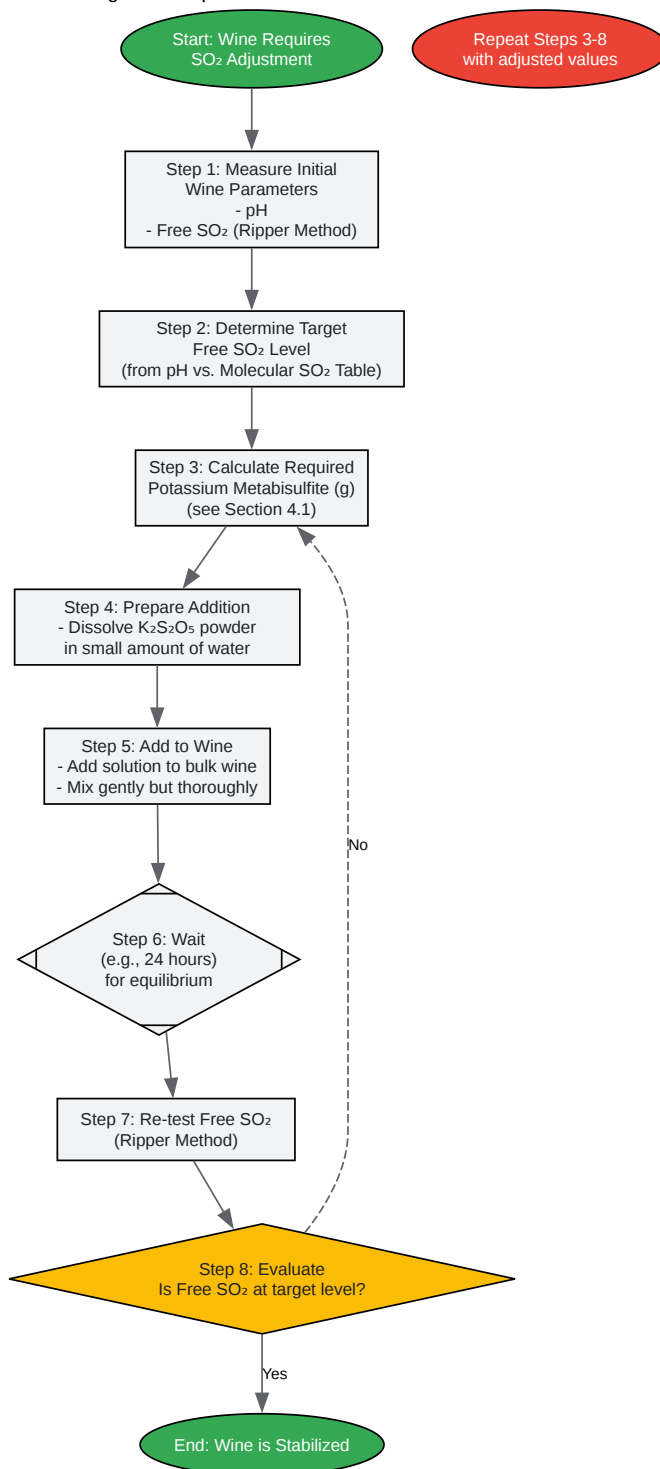 Start: Wine Requires
SO₂ Adjustment
Repeat Steps 3-8
with adjusted values
Step 1: Measure Initial
Wine Parameters
- pH
- Free SO₂ (Ripper Method)
Step 2: Determine Target
Free SO₂ Level
(from pH vs. Molecular SO₂ Table)
Step 3: Calculate Required
Potassium Metabisulfite (g)
(see Section 4.1)
Step 4: Prepare Addition
- Dissolve K₂S₂O₅ powder
in small amount of water
Step 5: Add to Wine
- Add solution to bulk wine
- Mix gently but thoroughly
No
Step 6: Wait
(e.g., 24 hours)
for equilibrium
Step 7: Re-test Free SO₂
(Ripper Method)
Step 8: Evaluate
Is Free SO₂ at target level?
Yes
End: Wine is Stabilized